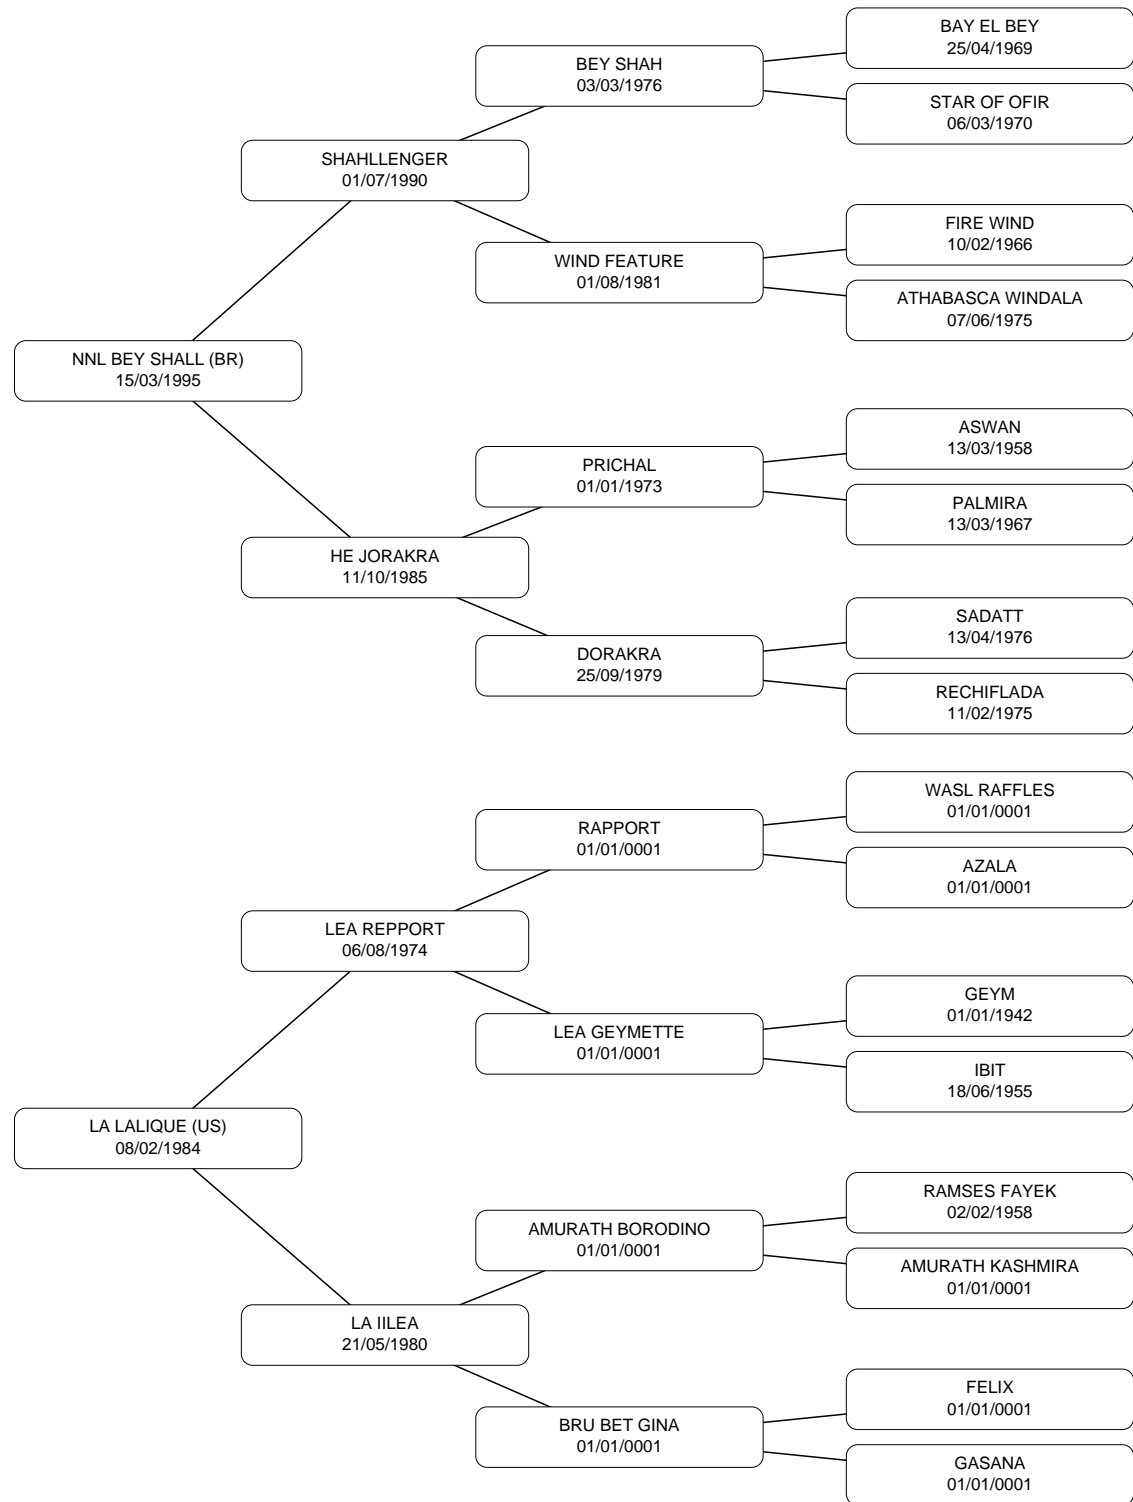 BAY EL BEY
25/04/1969
BEY SHAH
03/03/1976
STAR OF OFIR
06/03/1970
SHAHLLENGER
01/07/1990
FIRE WIND
10/02/1966
WIND FEATURE
01/08/1981
ATHABASCA WINDALA
07/06/1975
NNL BEY SHALL (BR)
15/03/1995
ASWAN
13/03/1958
PRICHAL
01/01/1973
PALMIRA
13/03/1967
HE JORAKRA
11/10/1985
SADATT
13/04/1976
DORAKRA
25/09/1979
RECHIFLADA
11/02/1975
WASL RAFFLES
01/01/0001
RAPPORT
01/01/0001
AZALA
01/01/0001
LEA REPPORT
06/08/1974
GEYM
01/01/1942
LEA GEYMETTE
01/01/0001
IBIT
18/06/1955
LA LALIQUE (US)
08/02/1984
RAMSES FAYEK
02/02/1958
AMURATH BORODINO
01/01/0001
AMURATH KASHMIRA
01/01/0001
LA IILEA
21/05/1980
FELIX
01/01/0001
BRU BET GINA
01/01/0001
GASANA
01/01/0001